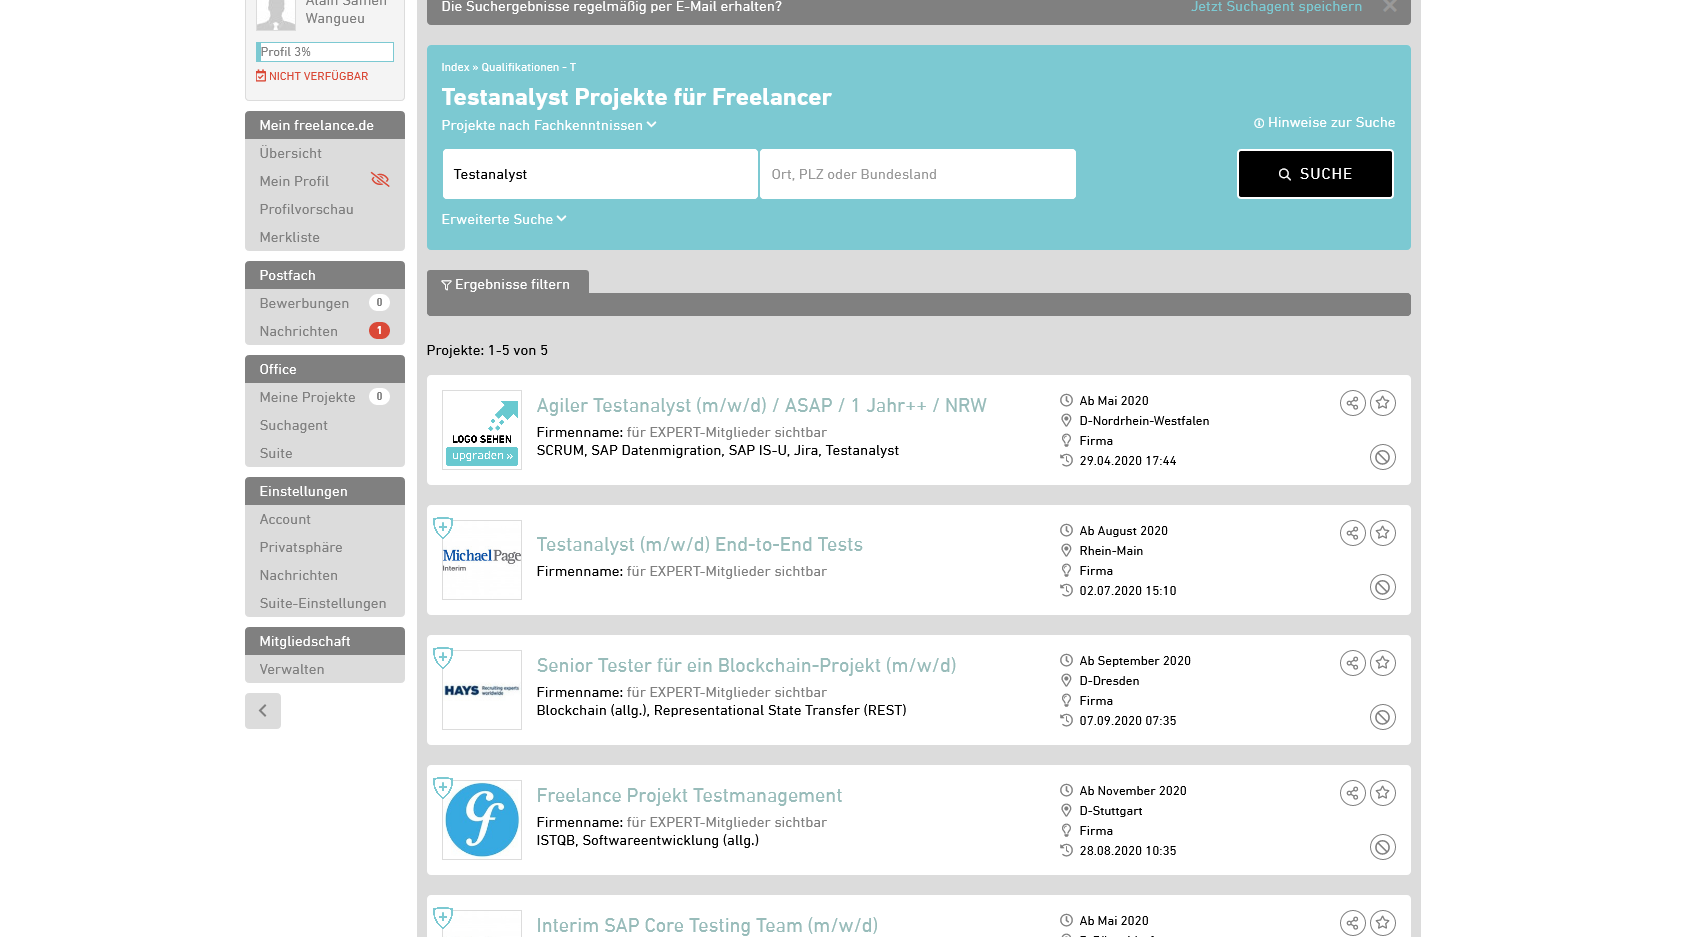 Alain Samen
Wangueu
Profil 3%
NICHT VERFÜGBAR
Mein freelance.de
Übersicht
Mein Profil
Profilvorschau
Merkliste
Postfach
Bewerbungen 0
Nachrichten 1
Office
Meine Projekte 0
Suchagent
Suite
Einstellungen
Account
Privatsphäre
Nachrichten
Suite-Einstellungen
Mitgliedschaft
Verwalten
Die Suchergebnisse regelmäßig per E-Mail erhalten?
Jetzt Suchagent speichern
Index » Qualifikationen - T
Testanalyst Projekte für Freelancer
Projekte nach Fachkenntnissen
Hinweise zur Suche
Testanalyst
Ort, PLZ oder Bundesland
SUCHE
Erweiterte Suche
Ergebnisse filtern
Projekte: 1-5 von 5
LOGO SEHEN
upgraden »
Agiler Testanalyst (m/w/d) / ASAP / 1 Jahr++ / NRW
Firmenname: für EXPERT-Mitglieder sichtbar
SCRUM, SAP Datenmigration, SAP IS-U, Jira, Testanalyst
Ab Mai 2020
D-Nordrhein-Westfalen
Firma
29.04.2020 17:44
Michael Page
Interim
Testanalyst (m/w/d) End-to-End Tests
Firmenname: für EXPERT-Mitglieder sichtbar
Ab August 2020
Rhein-Main
Firma
02.07.2020 15:10
HAYS Recruiting experts
worldwide
Senior Tester für ein Blockchain-Projekt (m/w/d)
Firmenname: für EXPERT-Mitglieder sichtbar
Blockchain (allg.), Representational State Transfer (REST)
Ab September 2020
D-Dresden
Firma
07.09.2020 07:35
Freelance Projekt Testmanagement
Firmenname: für EXPERT-Mitglieder sichtbar
ISTQB, Softwareentwicklung (allg.)
Ab November 2020
D-Stuttgart
Firma
28.08.2020 10:35
Interim SAP Core Testing Team (m/w/d)
Ab Mai 2020